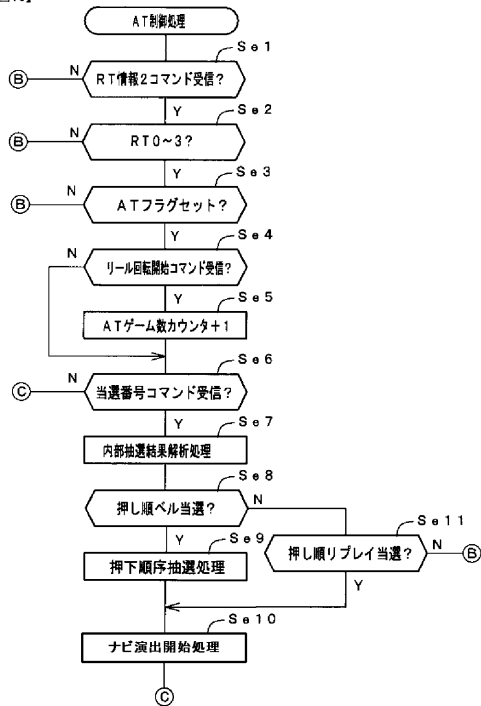 AT制御処理
Se1
RT情報2コマンド受信?
N
B
Y
Se2
RT0~3?
N
B
Y
Se3
ATフラグセット?
N
B
Y
Se4
リール回転開始コマンド受信?
N
Y
Se5
ATゲーム数カウンタ+1
Se6
当選番号コマンド受信?
N
C
Y
Se7
内部抽選結果解析処理
Se8
押し順ベル当選?
N
Y
Se9
押下順序抽選処理
Se11
押し順リプレイ当選?
N
B
Y
Se10
ナビ演出開始処理
C